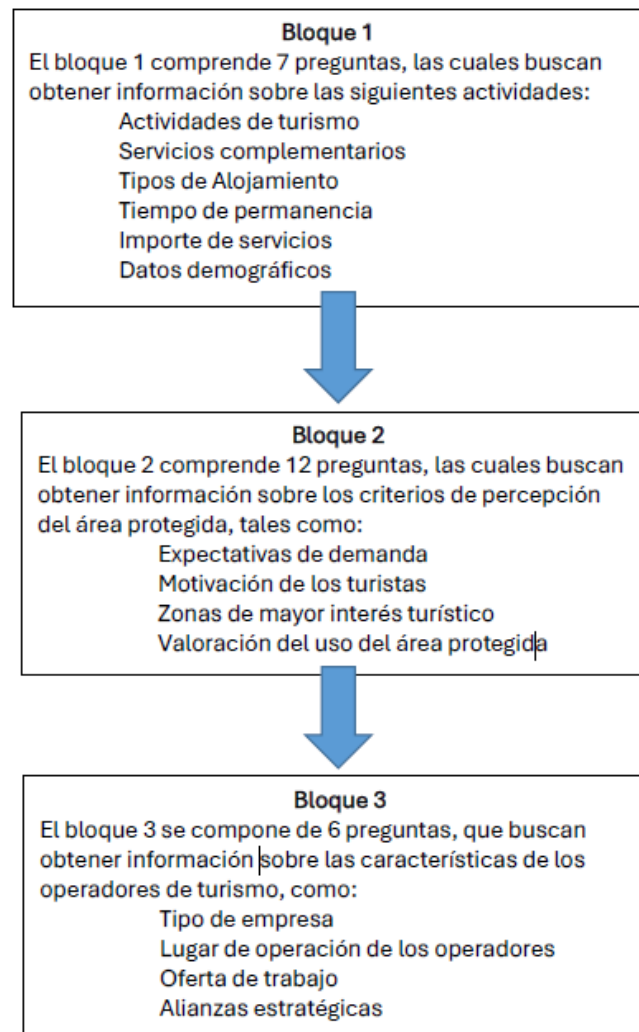 Bloque 1
El bloque 1 comprende 7 preguntas, las cuales buscan
obtener información sobre las siguientes actividades:
Actividades de turismo
Servicios complementarios
Tipos de Alojamiento
Tiempo de permanencia
Importe de servicios
Datos demográficos
Bloque 2
El bloque 2 comprende 12 preguntas, las cuales buscan
obtener información sobre los criterios de percepción
del área protegida, tales como:
Expectativas de demanda
Motivación de los turistas
Zonas de mayor interés turístico
Valoración del uso del área protegida
Bloque 3
El bloque 3 se compone de 6 preguntas, que buscan
obtener información sobre las características de los
operadores de turismo, como:
Tipo de empresa
Lugar de operación de los operadores
Oferta de trabajo
Alianzas estratégicas